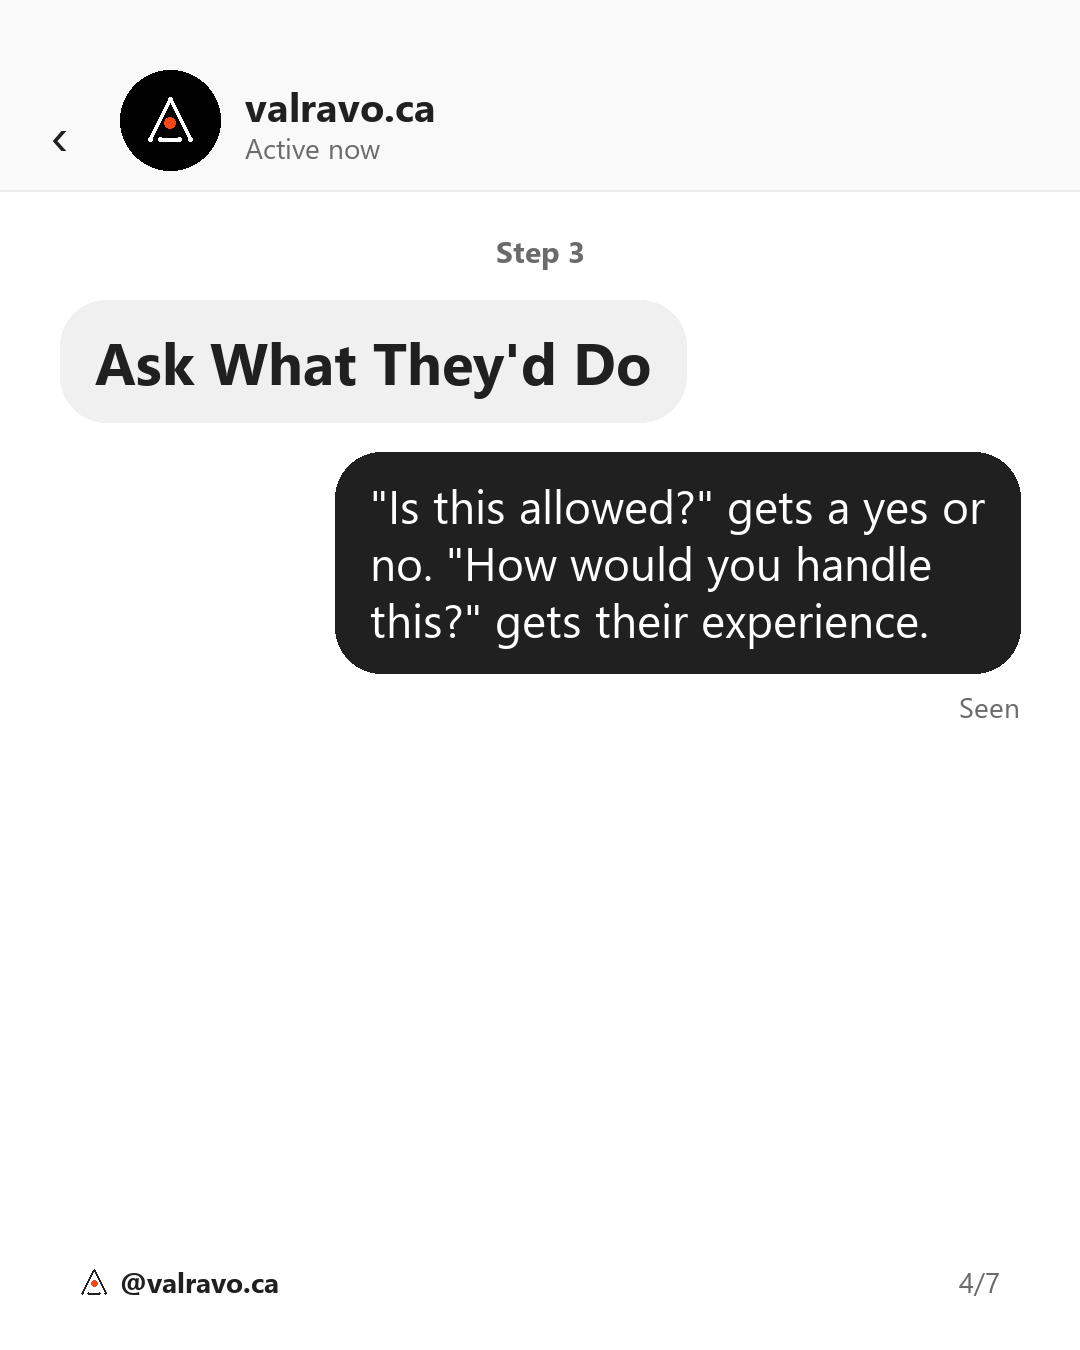 ‹
valravo.ca
Active now
Step 3
Ask What They'd Do
"Is this allowed?" gets a yes or
no. "How would you handle
this?" gets their experience.
Seen
@valravo.ca
4/7